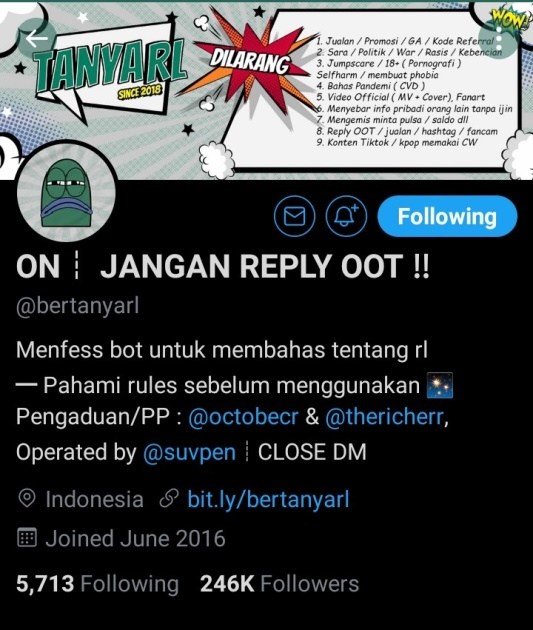 TANYARL
SINCE 2018
DILARANG
WOW!
1. Jualan / Promosi / GA / Kode Referral
2. Sara / Politik / War / Rasis / Kebencian
3. Jumpscare / 18+ ( Pornografi )
Selfharm / membuat phobia
4. Bahas Pandemi ( CVD )
5. Video Official ( MV + Cover), Fanart
6. Menyebar info pribadi orang lain tanpa ijin
7. Mengemis minta pulsa / saldo dll
8. Reply OOT / jualan / hashtag / fancam
9. Konten Tiktok / kpop memakai CW
Following
ON┊ JANGAN REPLY OOT !!
@bertanyarl
Menfess bot untuk membahas tentang rl
— Pahami rules sebelum menggunakan 🎇
Pengaduan/PP : @octobecr & @thericherr,
Operated by @suvpen┊CLOSE DM
Indonesia bit.ly/bertanyarl
Joined June 2016
5,713 Following 246K Followers